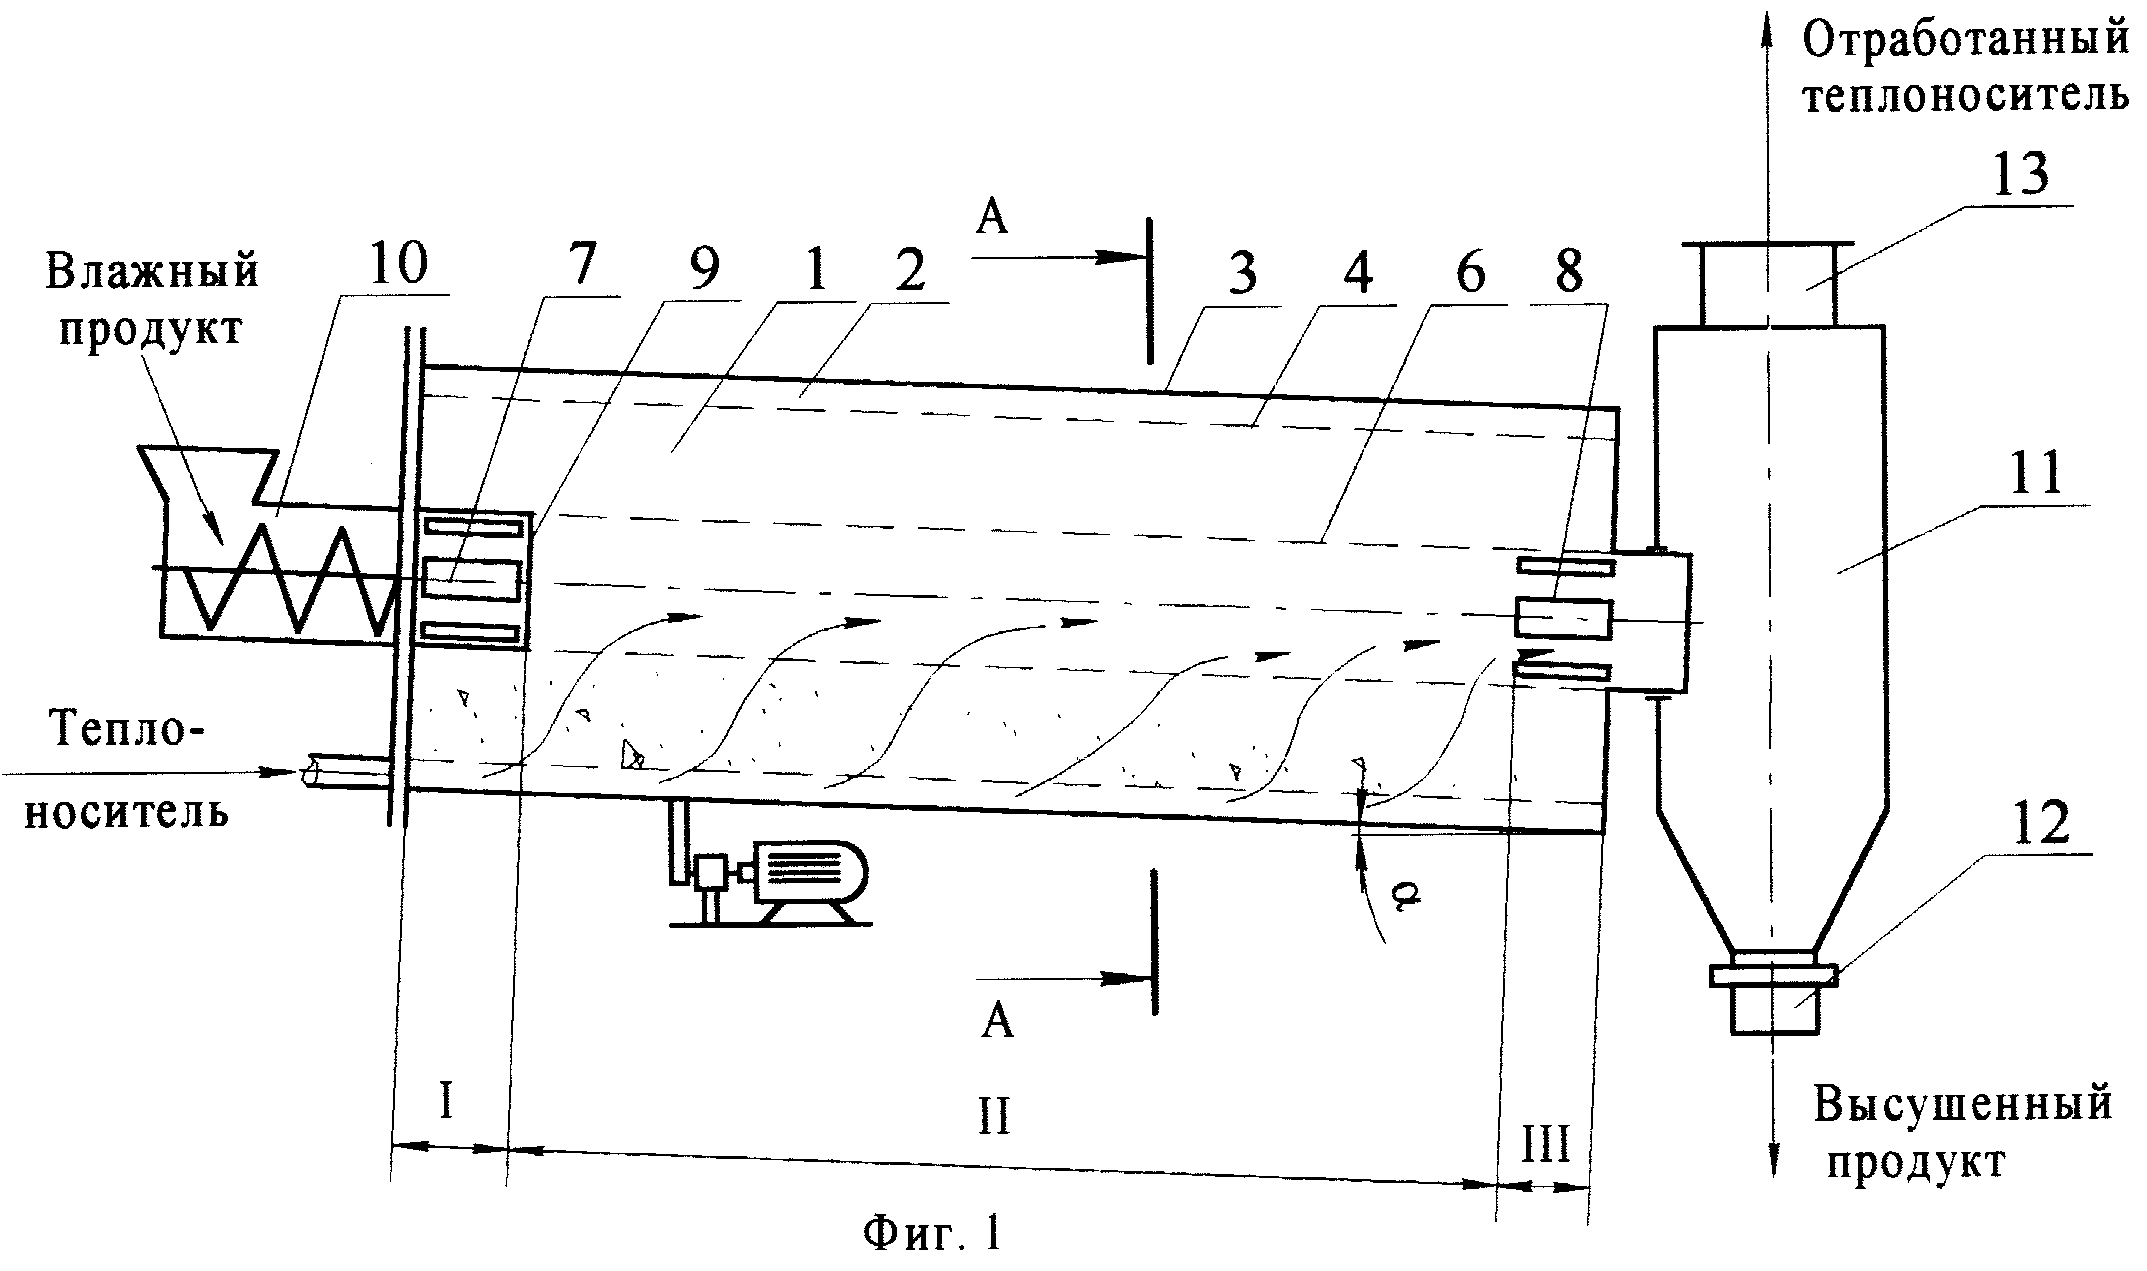 Отработанный
теплоноситель
13
А
Влажный
продукт
10
7
9
1
2
3
4
6
8
11
Тепло-
носитель
12
α
А
I
II
III
Высушенный
продукт
Фиг. 1